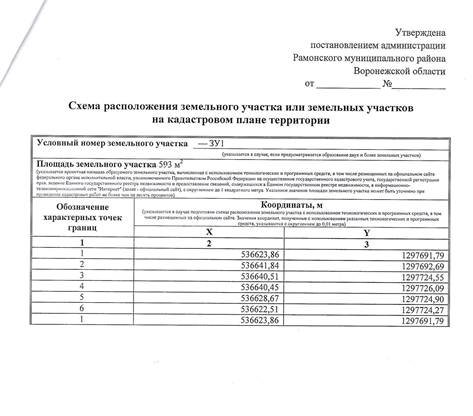 Утверждена
постановлением администрации
Рамонского муниципального района
Воронежской области
от ____________ №____________
Схема расположения земельного участка или земельных участков
на кадастровом плане территории
Условный номер земельного участка — ЗУ1
(указывается в случае, если предусматривается образование двух и более земельных участков)
Площадь земельного участка 593 м²
(указывается проектная площадь образуемого земельного участка, вычисленная с использованием технологических и программных средств, в том числе размещенных на официальном сайте
федерального органа исполнительной власти, уполномоченного Правительством Российской Федерации на осуществление государственного кадастрового учета, государственной регистрации
прав, ведение Единого государственного реестра недвижимости и предоставление сведений, содержащихся в Едином государственном реестре недвижимости, в информационно-
телекоммуникационной сети "Интернет" (далее - официальный сайт), с округлением до 1 квадратного метра. Указанное значение площади земельного участка может быть уточнено при
проведении кадастровых работ не более чем на десять процентов)
Обозначение характерных точек границ
Координаты, м
(указываются в случае подготовки схемы расположения земельного участка с использованием технологических и программных средств, в том
числе размещенных на официальном сайте. Значения координат, полученные с использованием указанных технологических и программных
средств, указываются с округлением до 0,01 метра)
X Y
1 2 3
1 536623,86 1297691,79
2 536641,84 1297692,69
3 536640,51 1297724,55
4 536640,45 1297726,09
5 536628,67 1297724,90
6 536622,51 1297724,27
1 536623,86 1297691,79